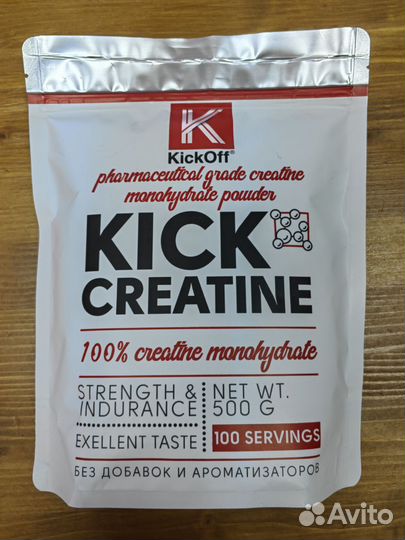 K
KickOff®
pharmaceutical grade creatine
monohydrate powder
KICK
CREATINE
100% creatine monohydrate
STRENGTH &
INDURANCE
NET WT.
500 G
EXELLENT TASTE
100 SERVINGS
БЕЗ ДОБАВОК И АРОМАТИЗАТОРОВ
Avito